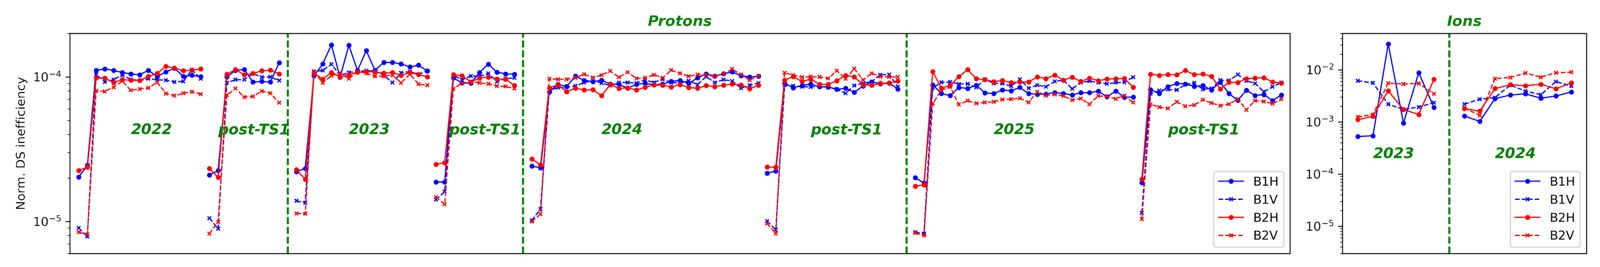 Protons
Ions
Norm. DS inefficiency
10⁻⁴
10⁻⁵
2022
post-TS1
2023
post-TS1
2024
post-TS1
2025
post-TS1
B1H
B1V
B2H
B2V
10⁻²
10⁻³
10⁻⁴
10⁻⁵
2023
2024
B1H
B1V
B2H
B2V